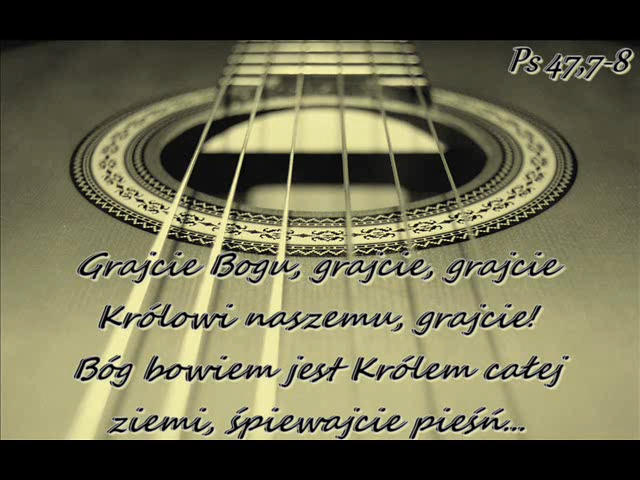 Ps 47,7-8
Grajcie Bogu, grajcie, grajcie
Królowi naszemu, grajcie!
Bóg bowiem jest Królem całej
ziemi, śpiewajcie pieśń...